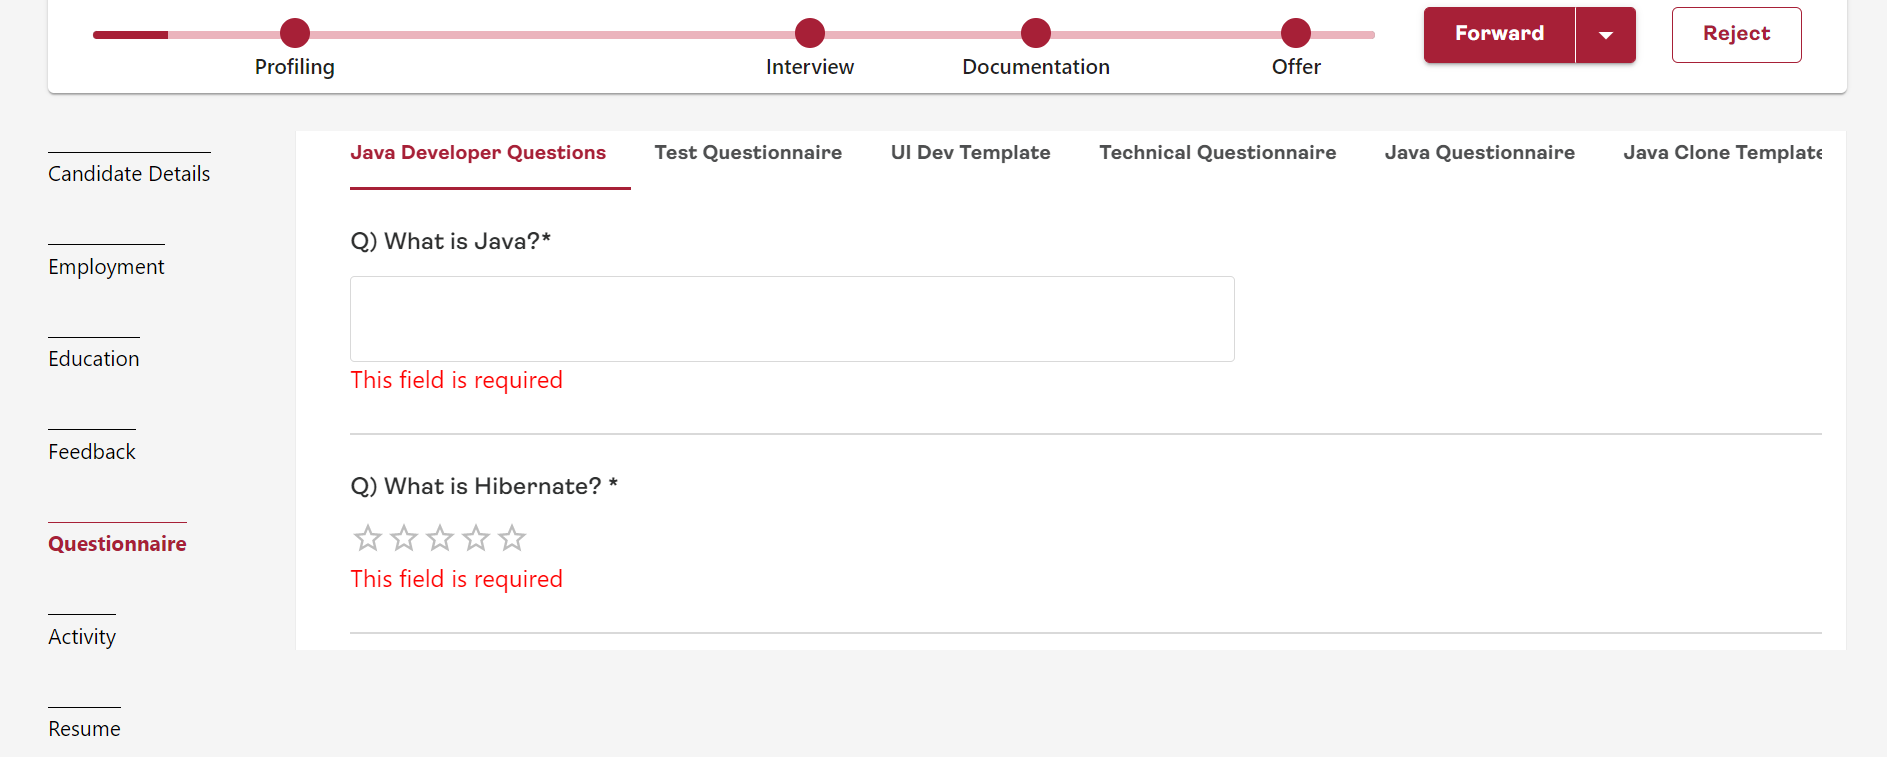 Profiling
Interview
Documentation
Offer
Forward
Reject
Candidate Details
Employment
Education
Feedback
Questionnaire
Activity
Resume
Java Developer Questions
Test Questionnaire
UI Dev Template
Technical Questionnaire
Java Questionnaire
Java Clone Template
Q) What is Java?*
This field is required
Q) What is Hibernate? *
This field is required